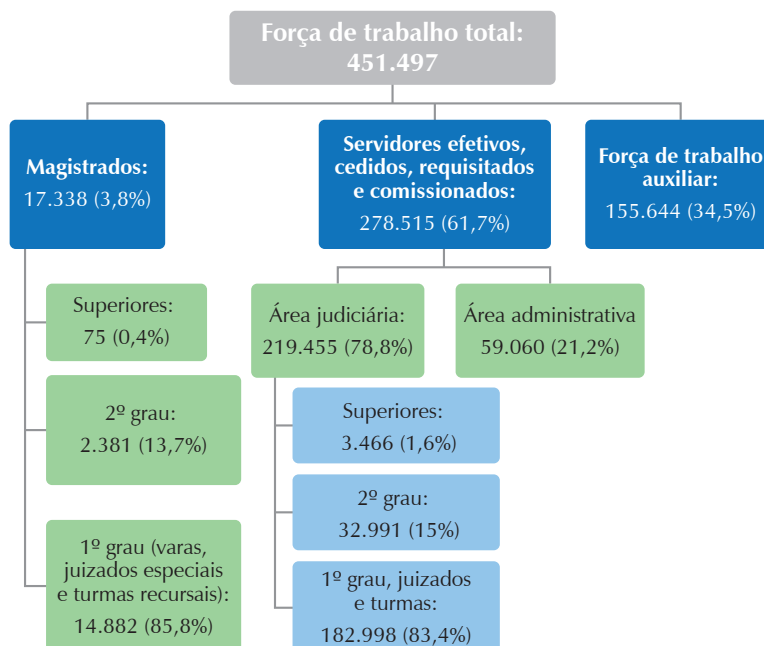 Força de trabalho total:
451.497
Magistrados:
17.338 (3,8%)
Servidores efetivos,
cedidos, requisitados
e comissionados:
278.515 (61,7%)
Força de trabalho
auxiliar:
155.644 (34,5%)
Superiores:
75 (0,4%)
2º grau:
2.381 (13,7%)
1º grau (varas,
juizados especiais
e turmas recursais):
14.882 (85,8%)
Área judiciária:
219.455 (78,8%)
Área administrativa
59.060 (21,2%)
Superiores:
3.466 (1,6%)
2º grau:
32.991 (15%)
1º grau, juizados
e turmas:
182.998 (83,4%)